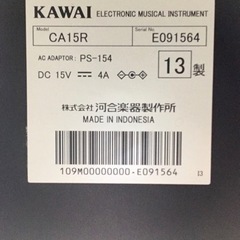 KAWAI ELECTRONIC MUSICAL INSTRUMENT
Model Serial No.
CA15R E091564
AC ADAPTOR: PS-154
DC 15V ⎓ 4A
13 製
株式会社 河合楽器製作所
MADE IN INDONESIA
109M00000000-E091564
13